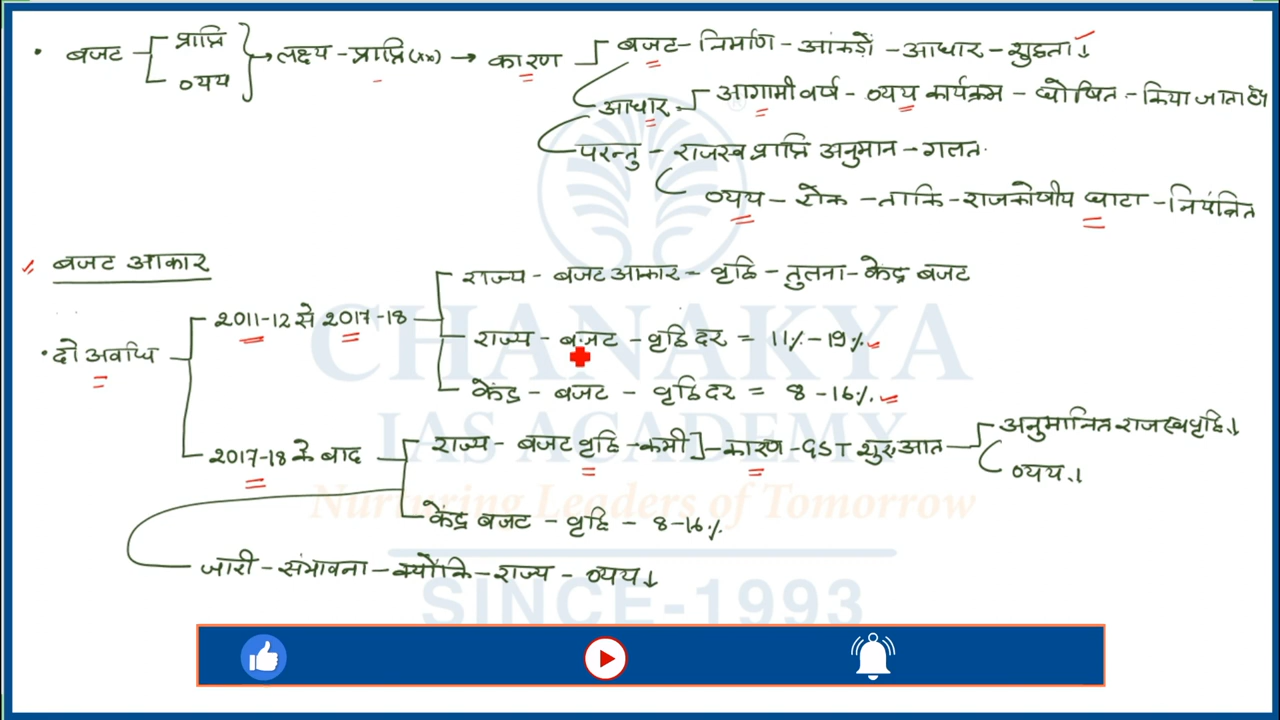 • बजट प्राप्ति व्यय → लक्ष्य - प्राप्ति (xx) → कारण
बजट - निर्माण - आंकड़ों - आधार - शुद्धता ↓
आधार - आगामी वर्ष - व्यय कार्यक्रम - घोषित - किया जाता है
परन्तु - राजस्व प्राप्ति अनुमान - गलत
व्यय - रोक - ताकि - राजकोषीय घाटा - नियंत्रित
बजट आकार
राज्य - बजट आकार - वृद्धि - तुलना - केंद्र बजट
2011-12 से 2017-18
राज्य - बजट - वृद्धि दर = 11% - 19%
• दो अवधि
केंद्र - बजट - वृद्धि दर = 8 - 16%
2017-18 के बाद
राज्य - बजट वृद्धि - कमी] - कारण - GST शुरुआत
अनुमानित राजस्व वृद्धि ↓
व्यय ↓
केंद्र बजट - वृद्धि - 8-16%
जारी - संभावना - क्योंकि - राज्य - व्यय ↓
CHANAKYA
IAS ACADEMY
Nurturing Leaders of Tomorrow
SINCE-1993